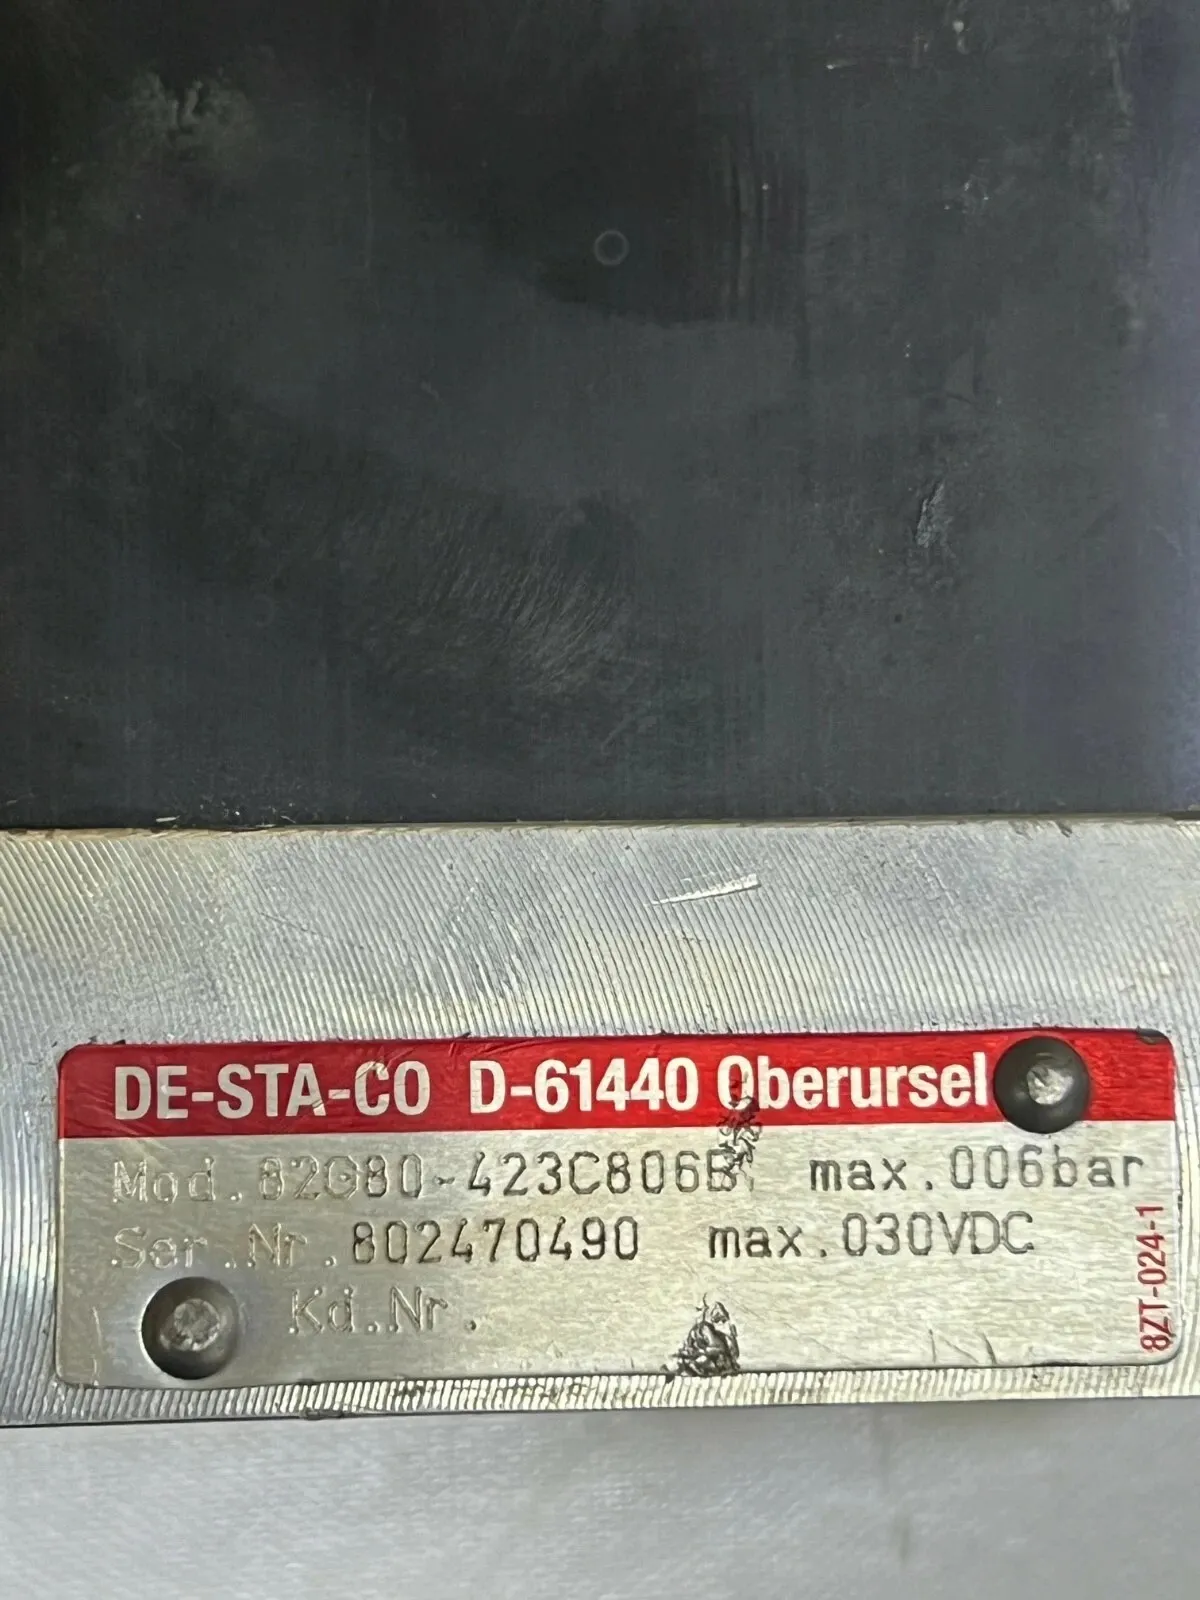 DE-STA-CO D-61440 Oberursel
Mod.82G80-423C806B max.006bar
Ser.Nr.802470490 max.030VDC
Kd.Nr.
8ZT-024-1